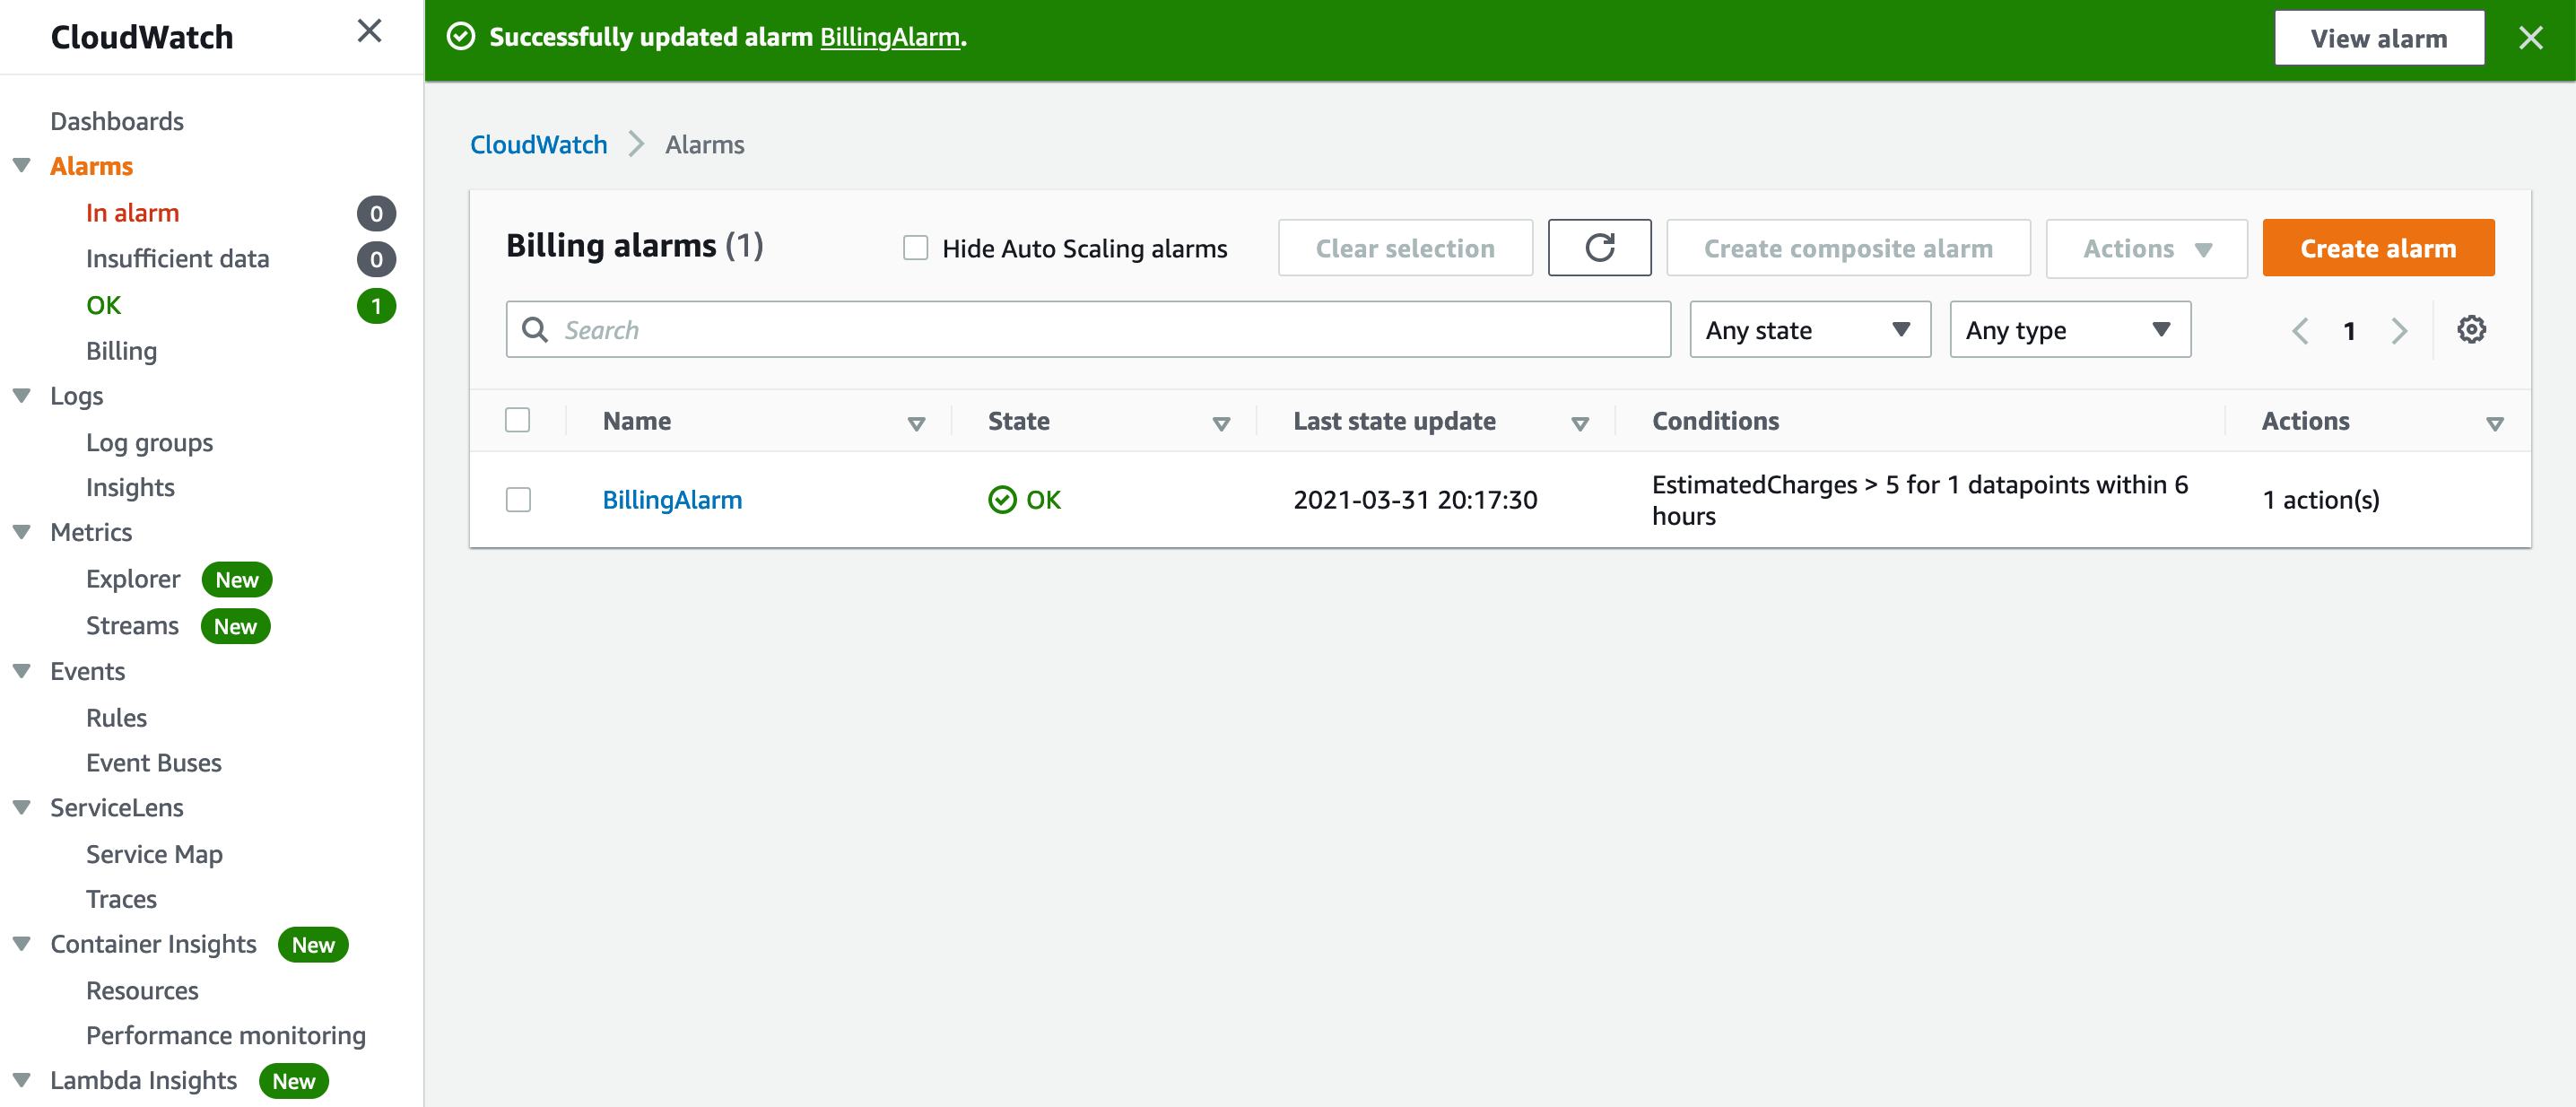 CloudWatch
Successfully updated alarm BillingAlarm.
View alarm
Dashboards
Alarms
In alarm 0
Insufficient data 0
OK 1
Billing
Logs
Log groups
Insights
Metrics
Explorer New
Streams New
Events
Rules
Event Buses
ServiceLens
Service Map
Traces
Container Insights New
Resources
Performance monitoring
Lambda Insights New
CloudWatch Alarms
Billing alarms (1) Hide Auto Scaling alarms Clear selection Create composite alarm Actions Create alarm
Search Any state Any type 1
Name State Last state update Conditions Actions
BillingAlarm OK 2021-03-31 20:17:30 EstimatedCharges > 5 for 1 datapoints within 6 1 action(s)
hours